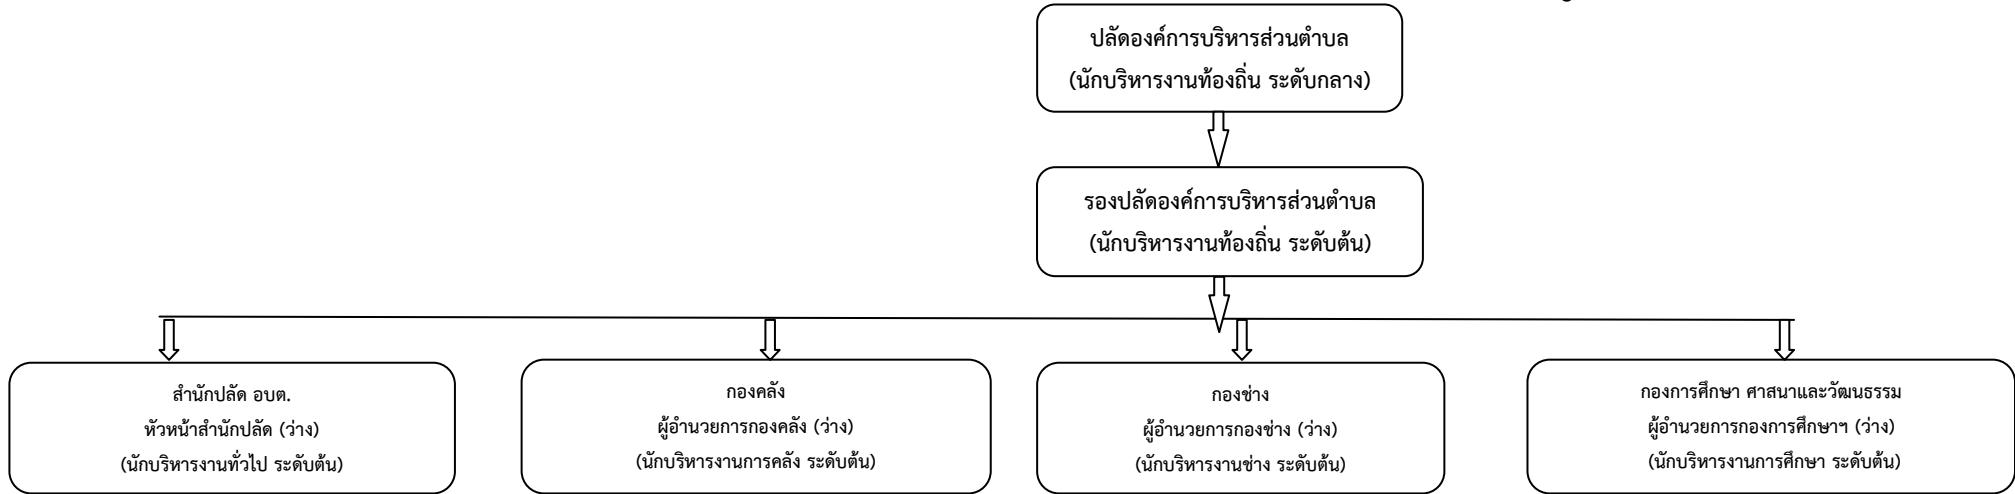 ปลัดองค์การบริหารส่วนตำบล
(นักบริหารงานท้องถิ่น ระดับกลาง)
รองปลัดองค์การบริหารส่วนตำบล
(นักบริหารงานท้องถิ่น ระดับต้น)
สำนักปลัด อบต.
หัวหน้าสำนักปลัด (ว่าง)
(นักบริหารงานทั่วไป ระดับต้น)
กองคลัง
ผู้อำนวยการกองคลัง (ว่าง)
(นักบริหารงานการคลัง ระดับต้น)
กองช่าง
ผู้อำนวยการกองช่าง (ว่าง)
(นักบริหารงานช่าง ระดับต้น)
กองการศึกษา ศาสนาและวัฒนธรรม
ผู้อำนวยการกองการศึกษาฯ (ว่าง)
(นักบริหารงานการศึกษา ระดับต้น)